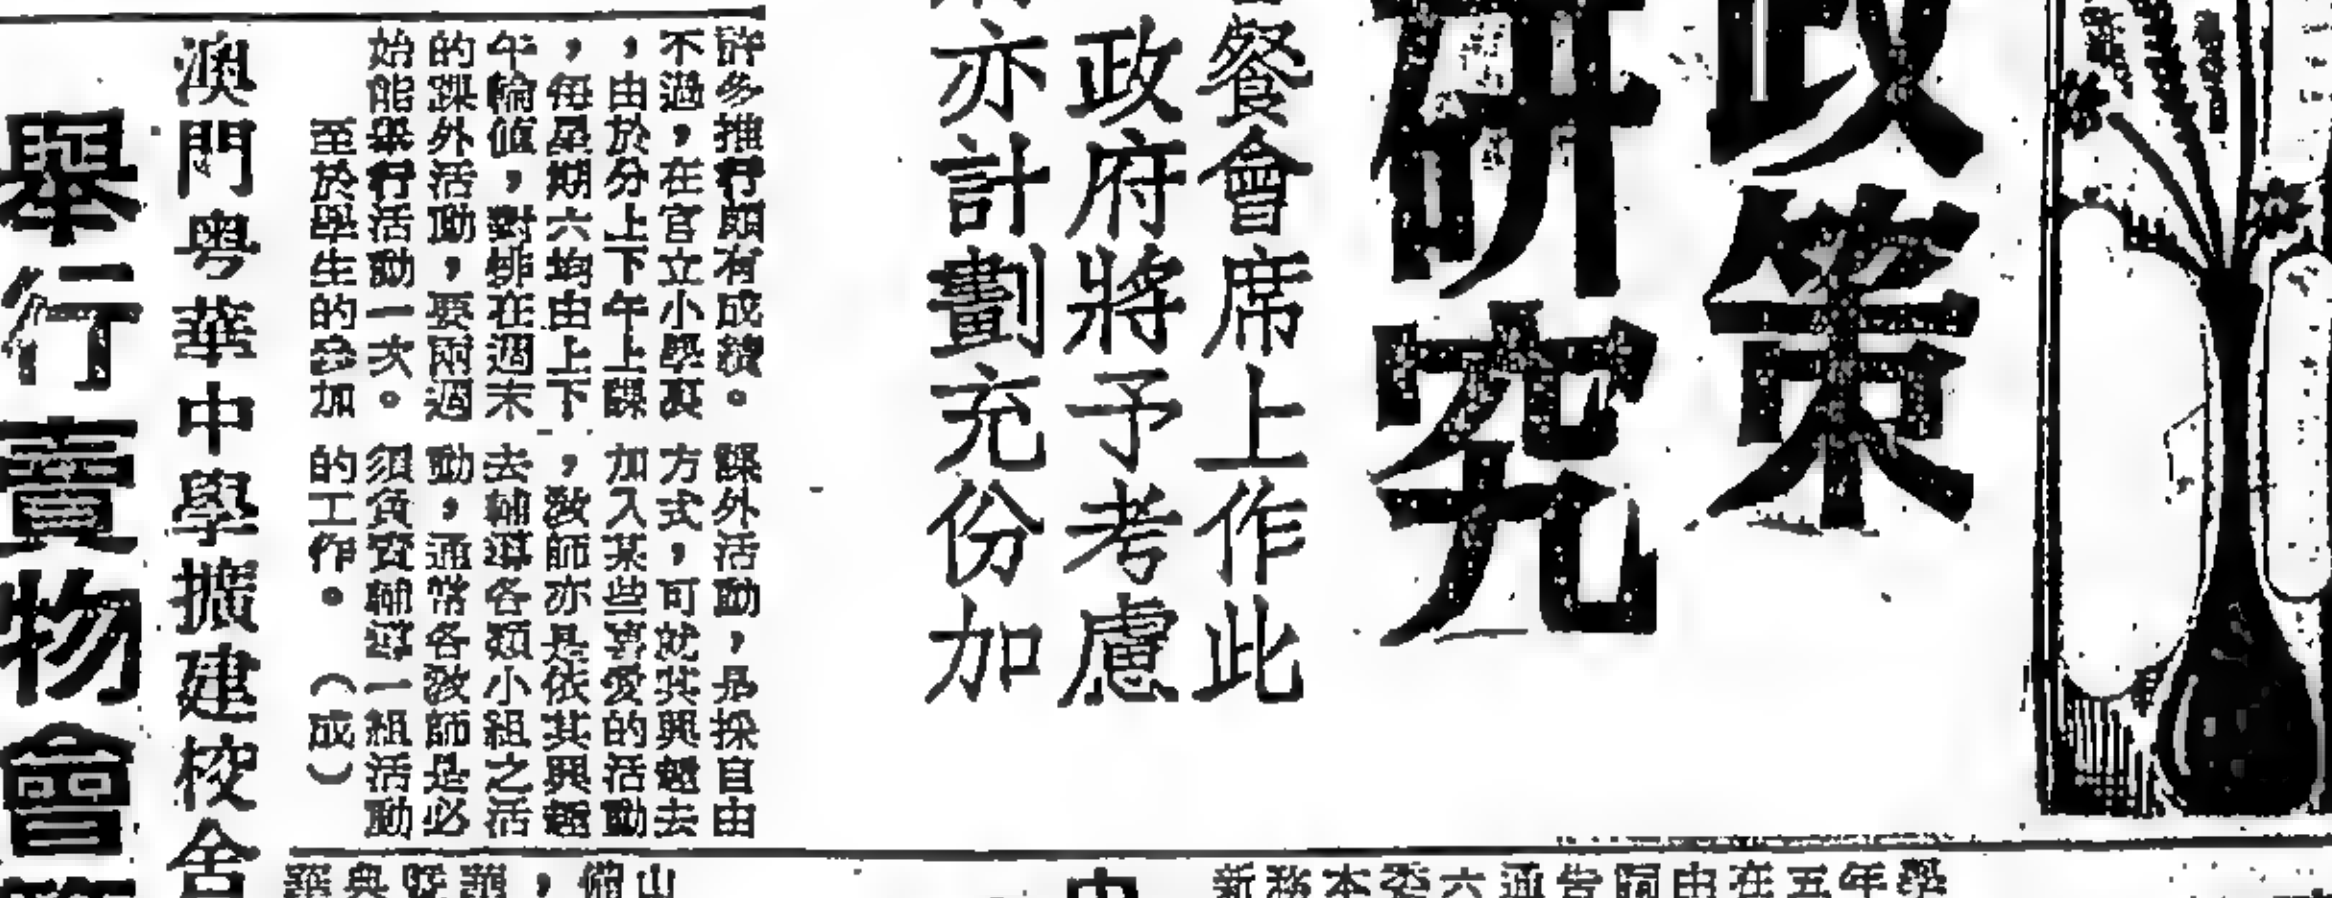 政策
研究
餐會席上作此
政府將予考慮
亦計劃充份加
許多推行頗有成績。
不過，在官立小學裏
，由於分上下午上課
，每星期六均由上下
午輪值，對排在週末
的課外活動，要兩週
始能舉行活動一次。
至於學生的參加
課外活動，是採自由
方式，可就其興趣去
加入某些喜愛的活動
，教師亦是依其興趣
去輔導各類小組之活
動，通常各教師是必
須負責輔導一組活動
的工作。（成）
澳門粵華中學擴建校舍
舉行賣物會